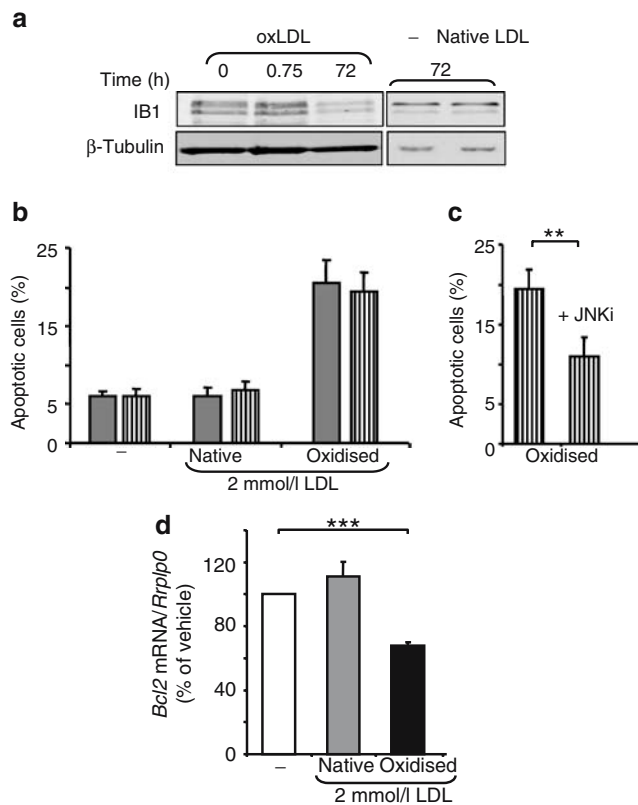 a
oxLDL – Native LDL
Time (h) 0 0.75 72 72
IB1
β-Tubulin
b
Apoptotic cells (%)
25
15
5
0
– Native Oxidised
2 mmol/l LDL
c
**
Apoptotic cells (%)
25
15
5
0
+ JNKi
Oxidised
d
***
Bcl2 mRNA/Rrplp0
(% of vehicle)
120
80
40
0
– Native Oxidised
2 mmol/l LDL